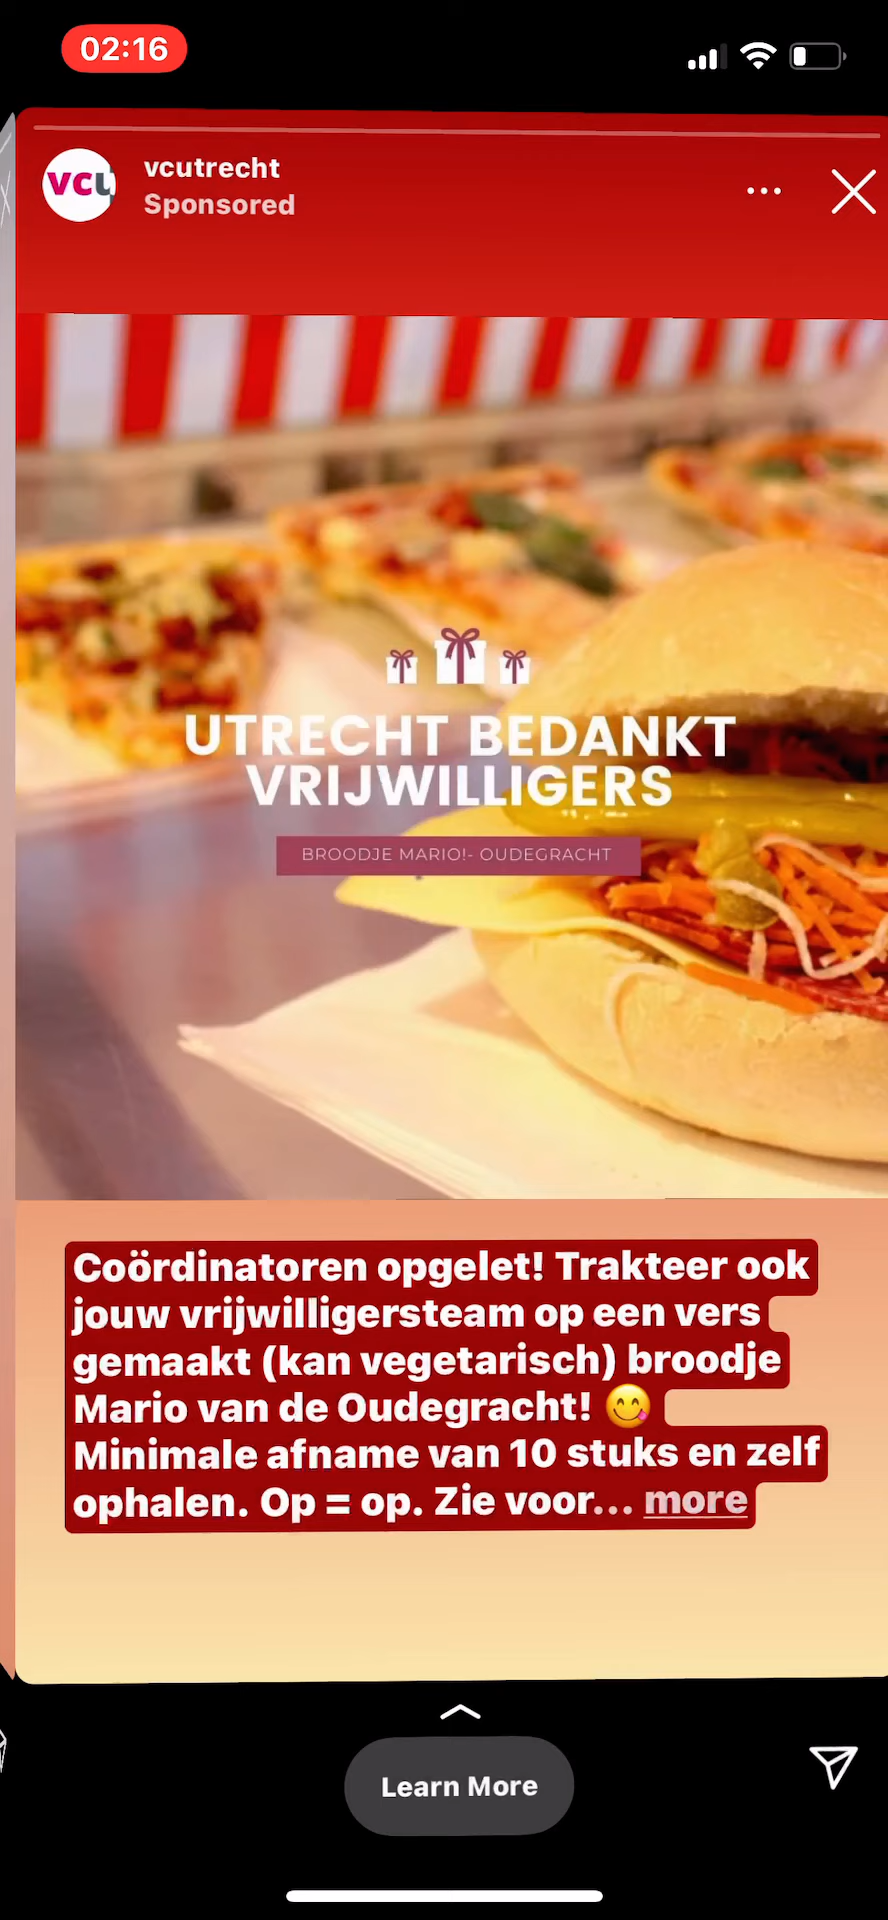 02:16
vcu
vcutrecht
Sponsored
UTRECHT BEDANKT
VRIJWILLIGERS
BROODJE MARIO!- OUDEGRACHT
Coördinatoren opgelet! Trakteer ook
jouw vrijwilligersteam op een vers
gemaakt (kan vegetarisch) broodje
Mario van de Oudegracht! 😋
Minimale afname van 10 stuks en zelf
ophalen. Op = op. Zie voor... more
Learn More